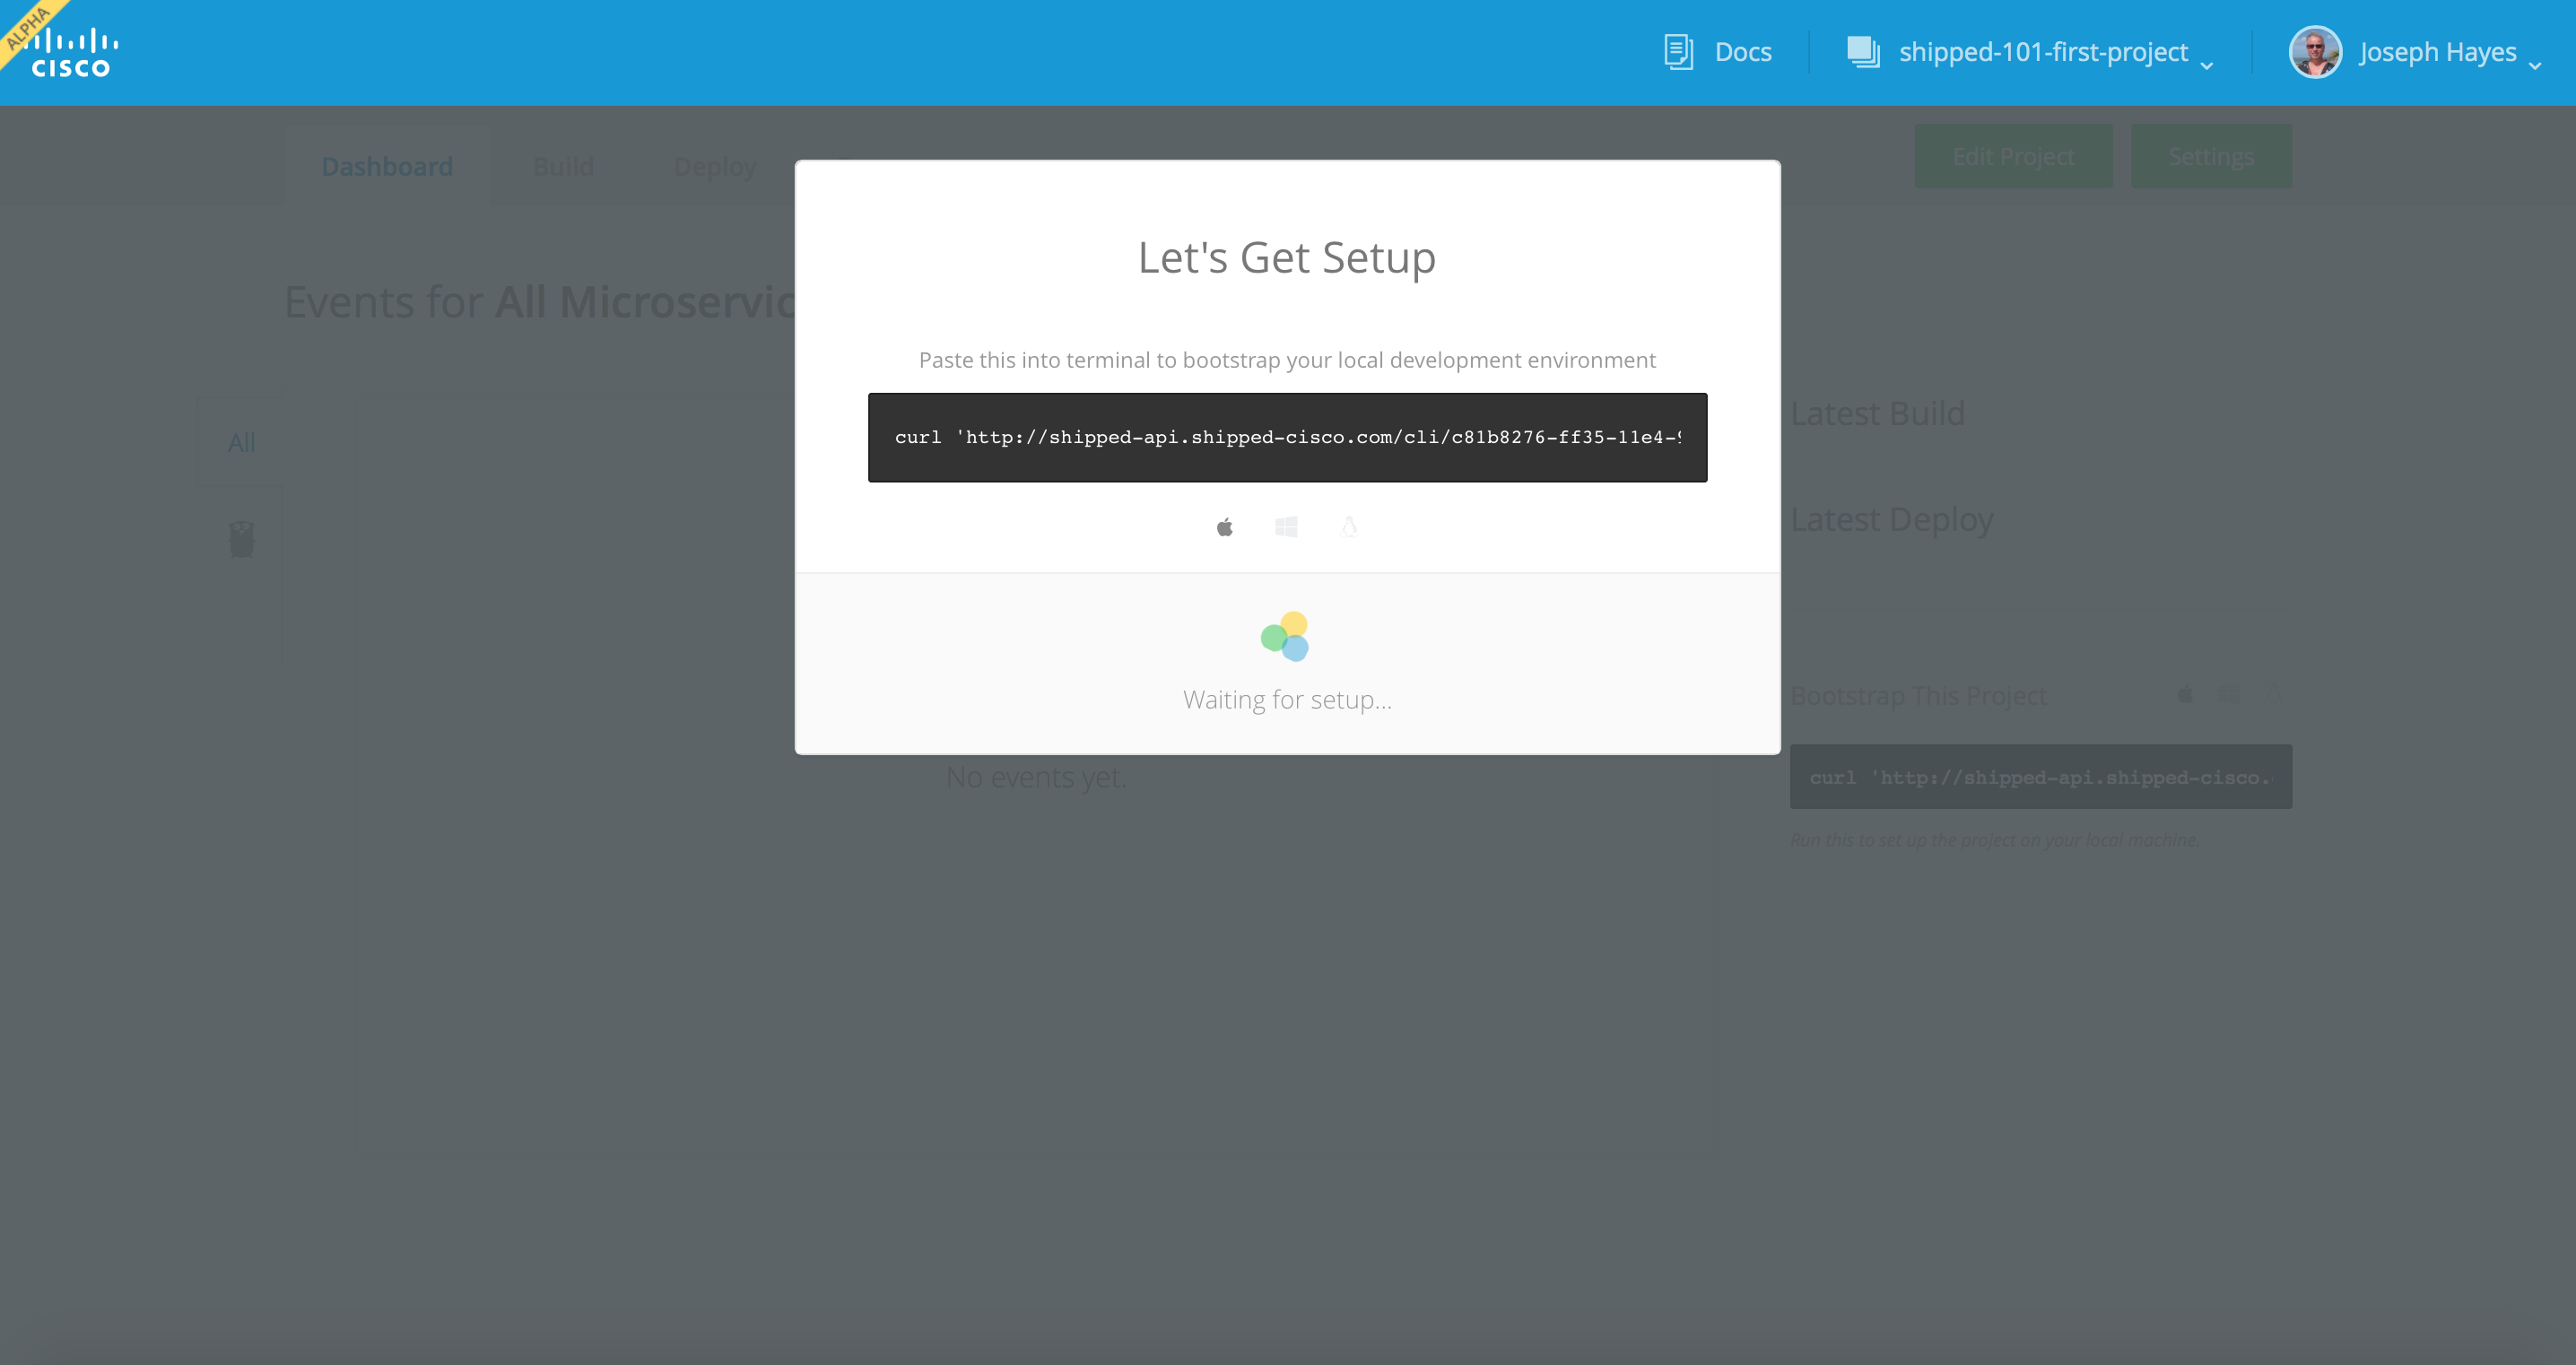 ALPHA
CISCO
Docs
shipped-101-first-project
Joseph Hayes
Dashboard
Build
Deploy
Edit Project
Settings
Let's Get Setup
Events for All Microservic
Paste this into terminal to bootstrap your local development environment
curl 'http://shipped-api.shipped-cisco.com/cli/c81b8276-ff35-11e4-
All
Latest Build
Latest Deploy
Waiting for setup...
Bootstrap This Project
No events yet.
curl 'http://shipped-api.shipped-cisco.
Run this to set up the project on your local machine.